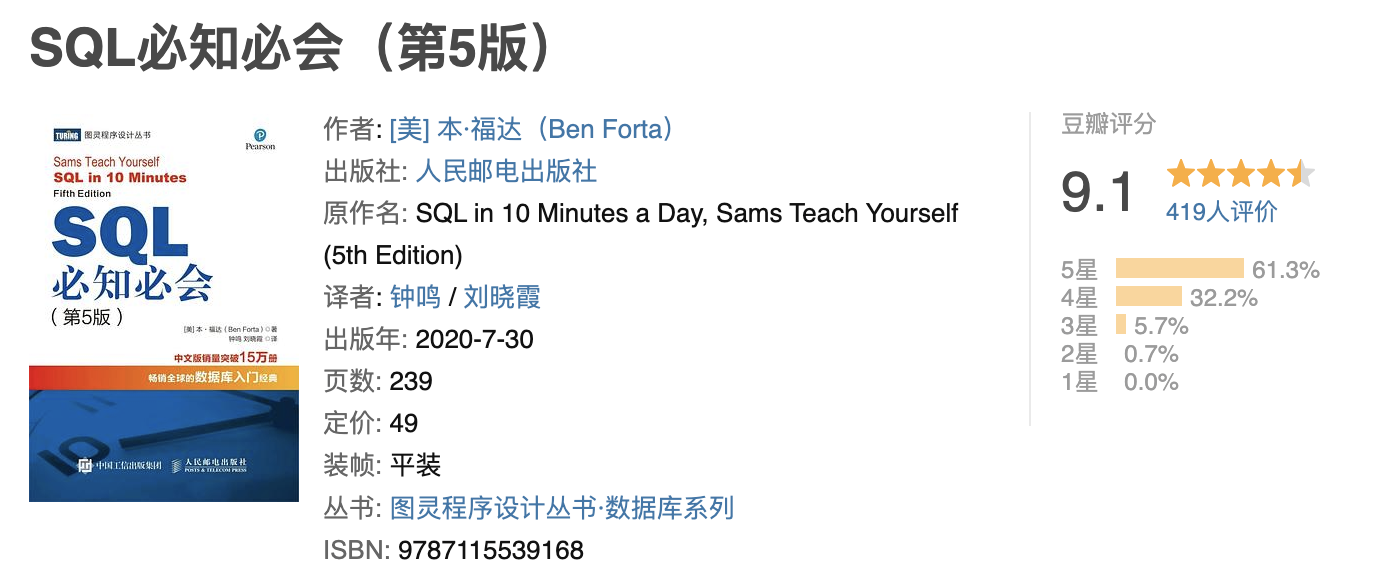 SQL必知必会（第5版）
TURING 图灵程序设计丛书
Pearson
Sams Teach Yourself
SQL in 10 Minutes
Fifth Edition
SQL
必知必会
（第5版）
[美] 本·福达（Ben Forta）◎著
钟鸣 刘晓霞 ◎译
中文版销量突破15万册
畅销全球的数据库入门经典
10
中国工信出版集团
人民邮电出版社
POSTS & TELECOM PRESS
作者: [美] 本·福达（Ben Forta）
出版社: 人民邮电出版社
原作名: SQL in 10 Minutes a Day, Sams Teach Yourself
(5th Edition)
译者: 钟鸣 / 刘晓霞
出版年: 2020-7-30
页数: 239
定价: 49
装帧: 平装
丛书: 图灵程序设计丛书·数据库系列
ISBN: 9787115539168
豆瓣评分
9.1
419人评价
5星 61.3%
4星 32.2%
3星 5.7%
2星 0.7%
1星 0.0%